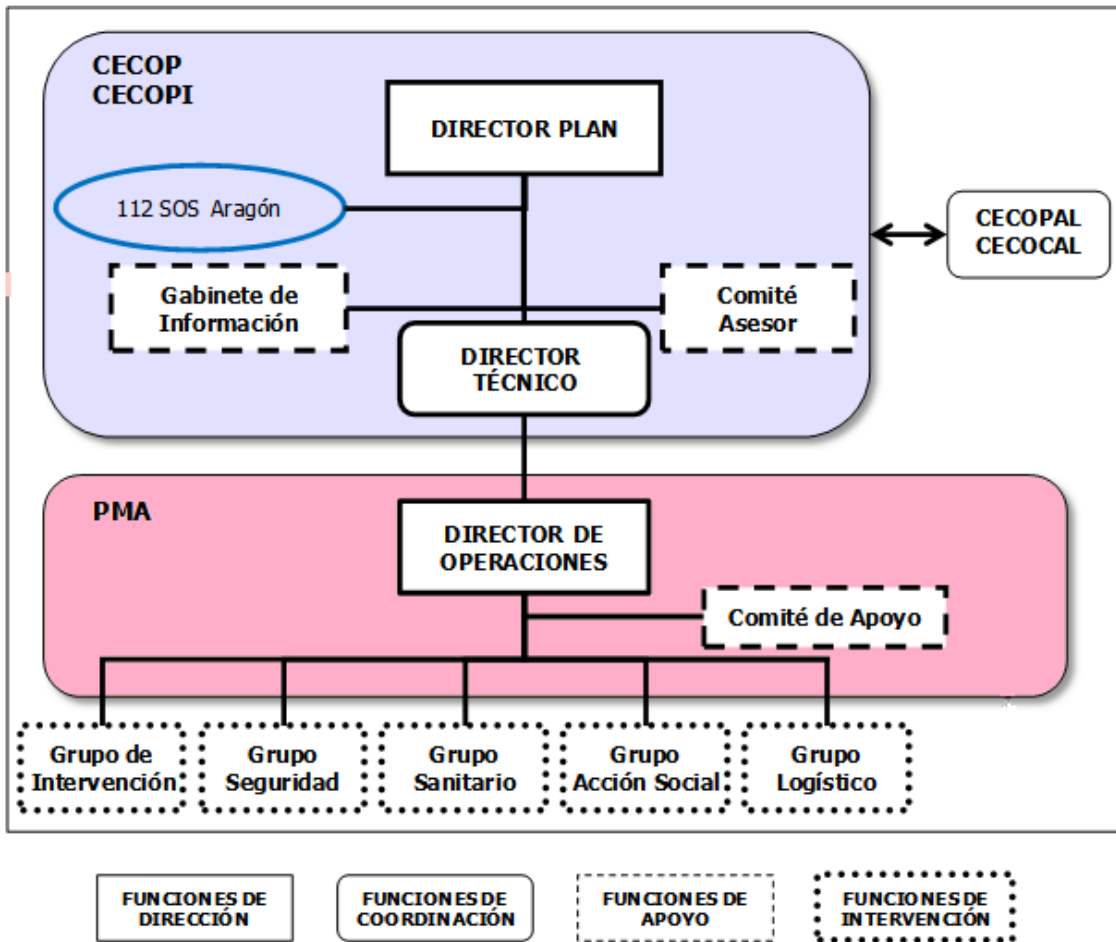 CECOP
CECOPI
DIRECTOR PLAN
112 SOS Aragón
CECOPAL
CECOCAL
Gabinete de
Información
Comité
Asesor
DIRECTOR
TÉCNICO
PMA
DIRECTOR DE
OPERACIONES
Comité de Apoyo
Grupo de
Intervención
Grupo
Seguridad
Grupo
Sanitario
Grupo
Acción Social
Grupo
Logístico
FUNCIONES DE
DIRECCIÓN
FUNCIONES DE
COORDINACIÓN
FUNCIONES DE
APOYO
FUNCIONES DE
INTERVENCIÓN